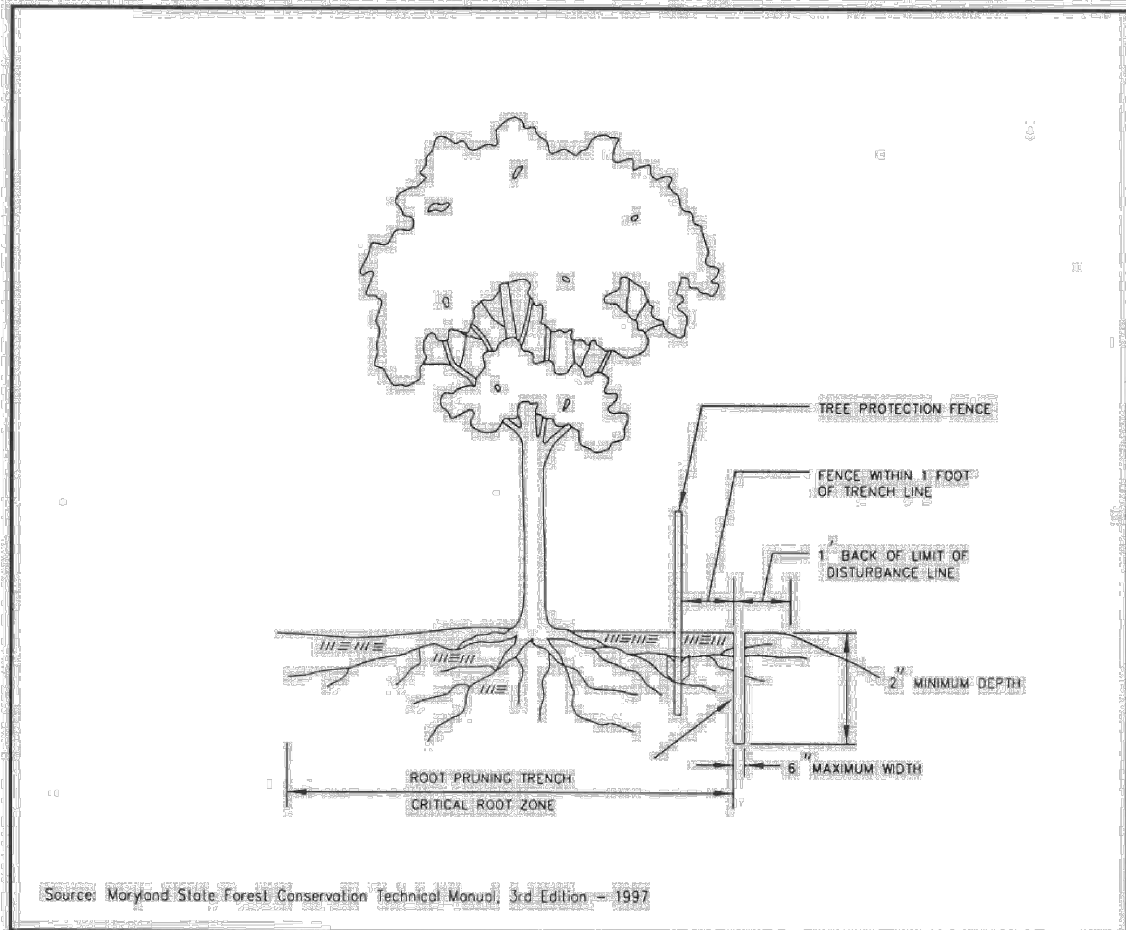 TREE PROTECTION FENCE
FENCE WITHIN 1 FOOT
OF TRENCH LINE
1" BACK OF LIMIT OF
DISTURBANCE LINE
2" MINIMUM DEPTH
6" MAXIMUM WIDTH
ROOT PRUNING TRENCH
CRITICAL ROOT ZONE
Source: Maryland State Forest Conservation Technical Manual, 3rd Edition – 1997